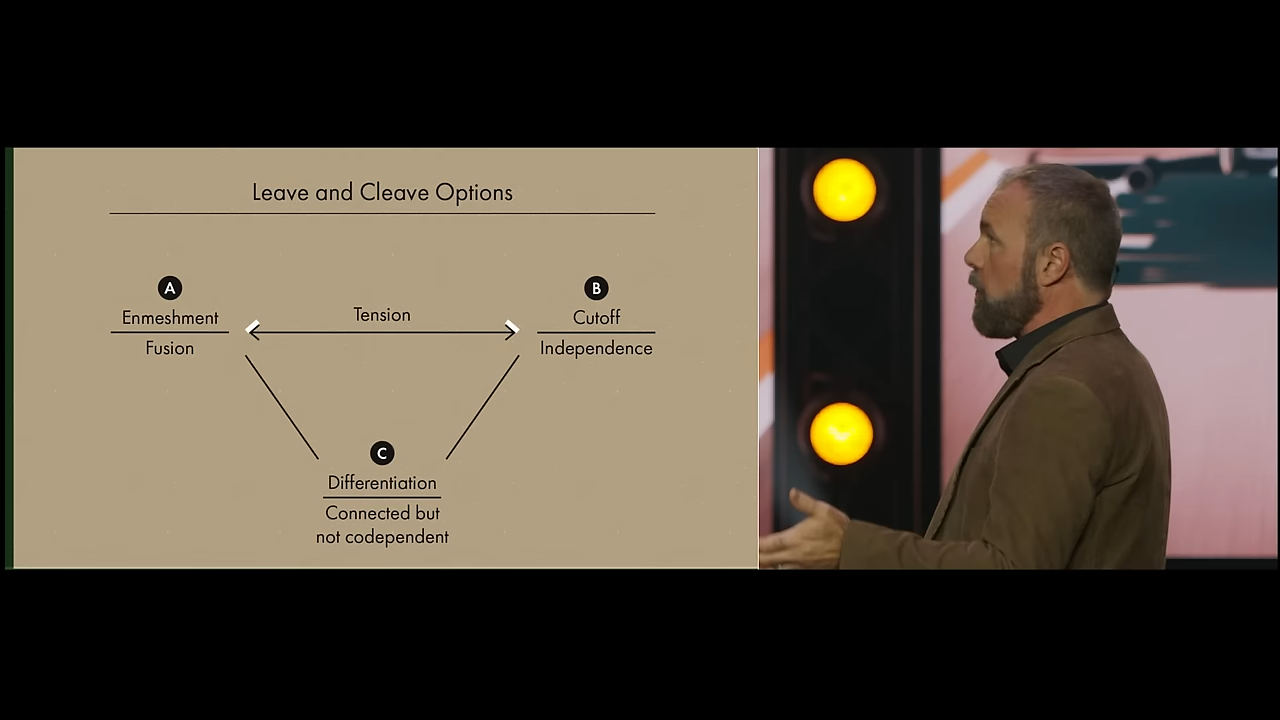 Leave and Cleave Options
A
Enmeshment
Fusion
Tension
B
Cutoff
Independence
C
Differentiation
Connected but
not codependent